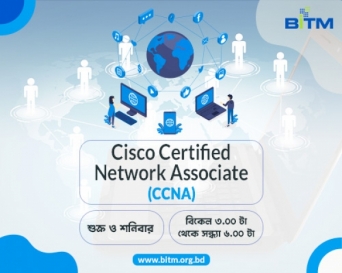 BITM
Cisco Certified
Network Associate
(CCNA)
শুক্র ও শনিবার
বিকেল ৩.০০ টা
থেকে সন্ধ্যা ৬.০০ টা
www.bitm.org.bd